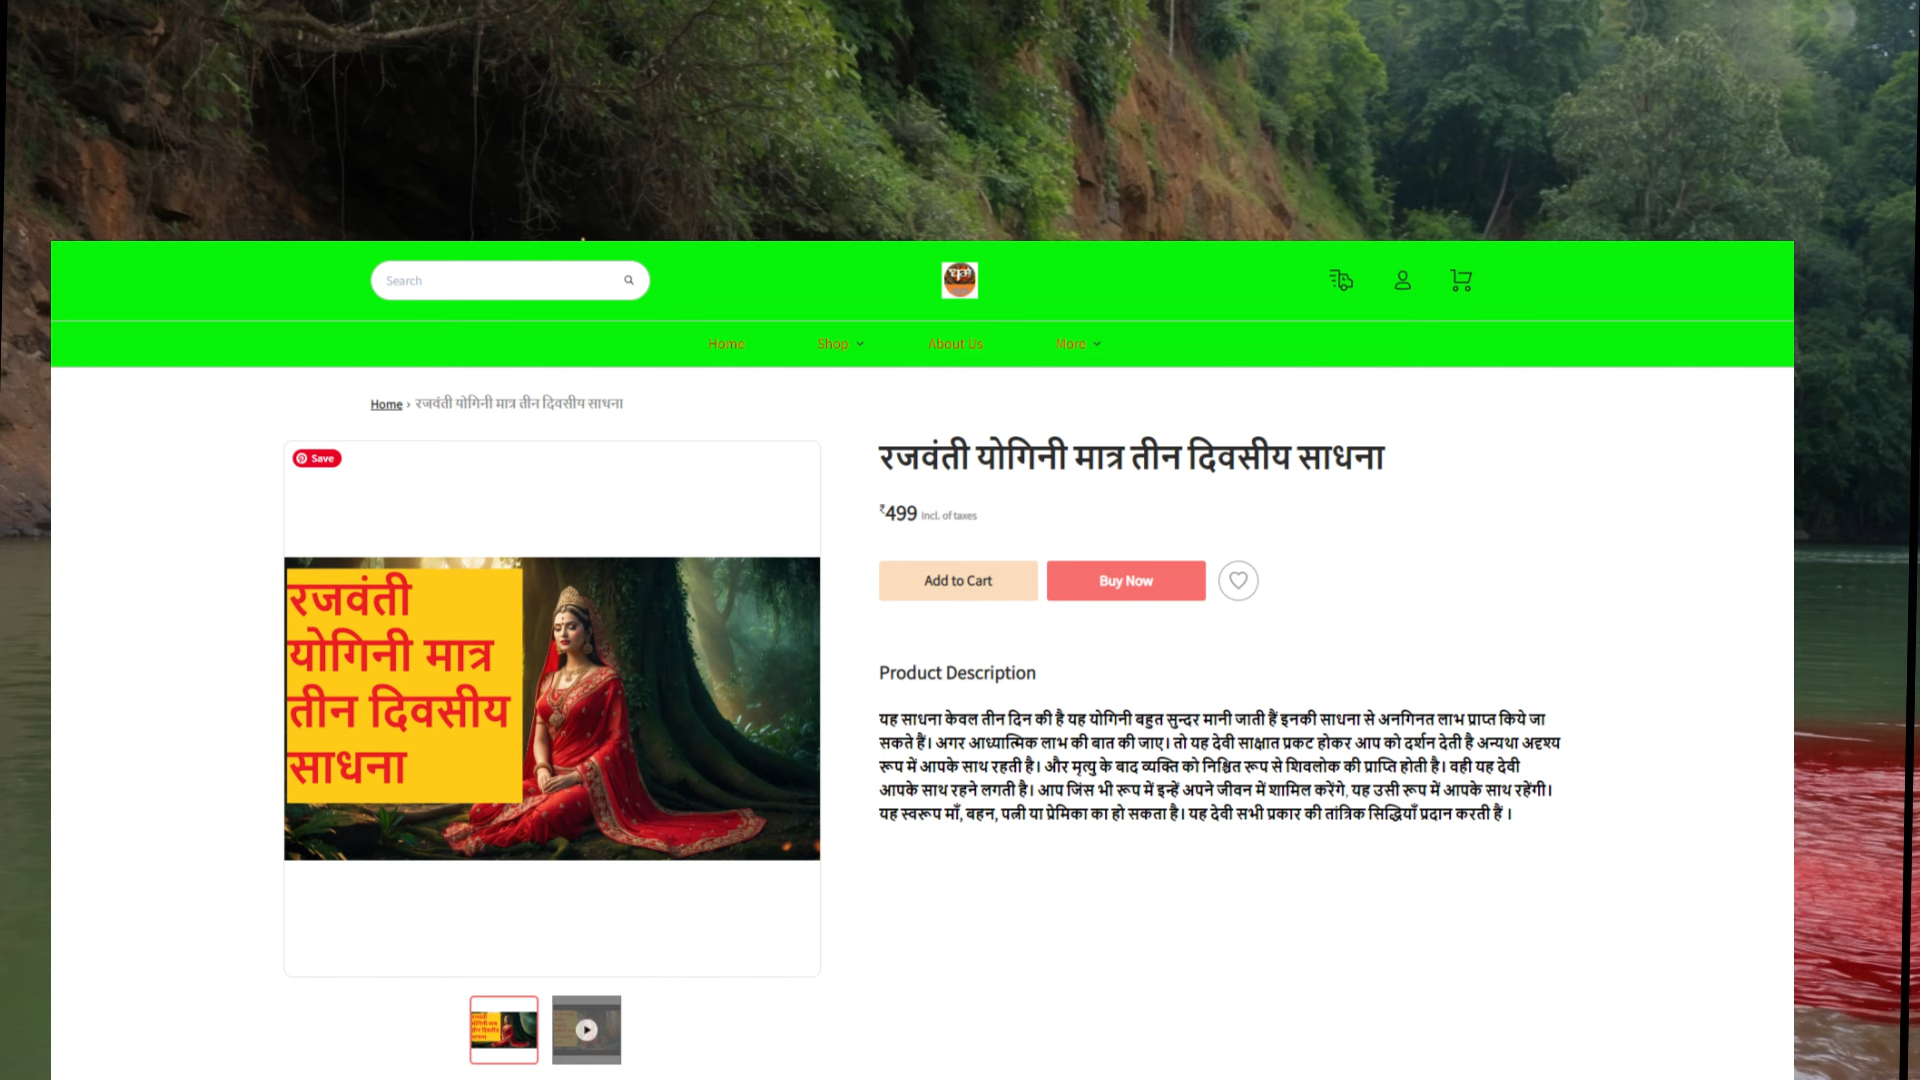 Search
धर्म
Home
Shop
About Us
More
Home › रजवंती योगिनी मात्र तीन दिवसीय साधना
Save
रजवंती
योगिनी मात्र
तीन दिवसीय
साधना
रजवंती योगिनी मात्र तीन दिवसीय साधना
₹499 Incl. of taxes
Add to Cart
Buy Now
Product Description
यह साधना केवल तीन दिन की है यह योगिनी बहुत सुन्दर मानी जाती हैं इनकी साधना से अनगिनत लाभ प्राप्त किये जा
सकते हैं। अगर आध्यात्मिक लाभ की बात की जाए। तो यह देवी साक्षात प्रकट होकर आप को दर्शन देती है अन्यथा अदृश्य
रूप में आपके साथ रहती है। और मृत्यु के बाद व्यक्ति को निश्चित रूप से शिवलोक की प्राप्ति होती है। वही यह देवी
आपके साथ रहने लगती है। आप जिंस भी रूप में इन्हें अपने जीवन में शामिल करेंगे, यह उसी रूप में आपके साथ रहेंगी।
यह स्वरूप माँ, बहन, पत्नी या प्रेमिका का हो सकता है। यह देवी सभी प्रकार की तांत्रिक सिद्धियाँ प्रदान करती हैं ।
रजवंती
योगिनी मात्र
तीन दिवसीय
साधना